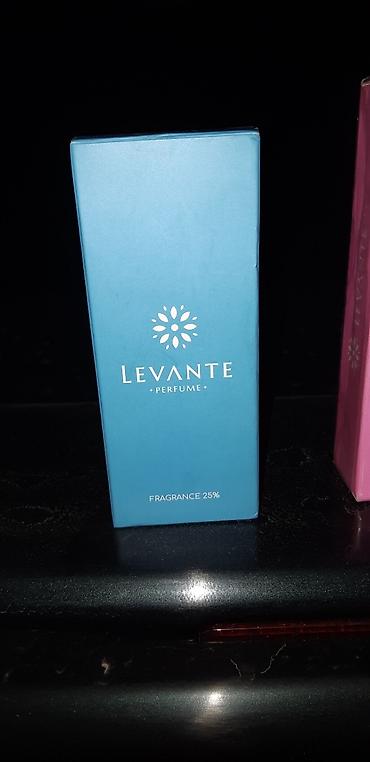 LEVANTE
• PERFUME •
FRAGRANCE 25%